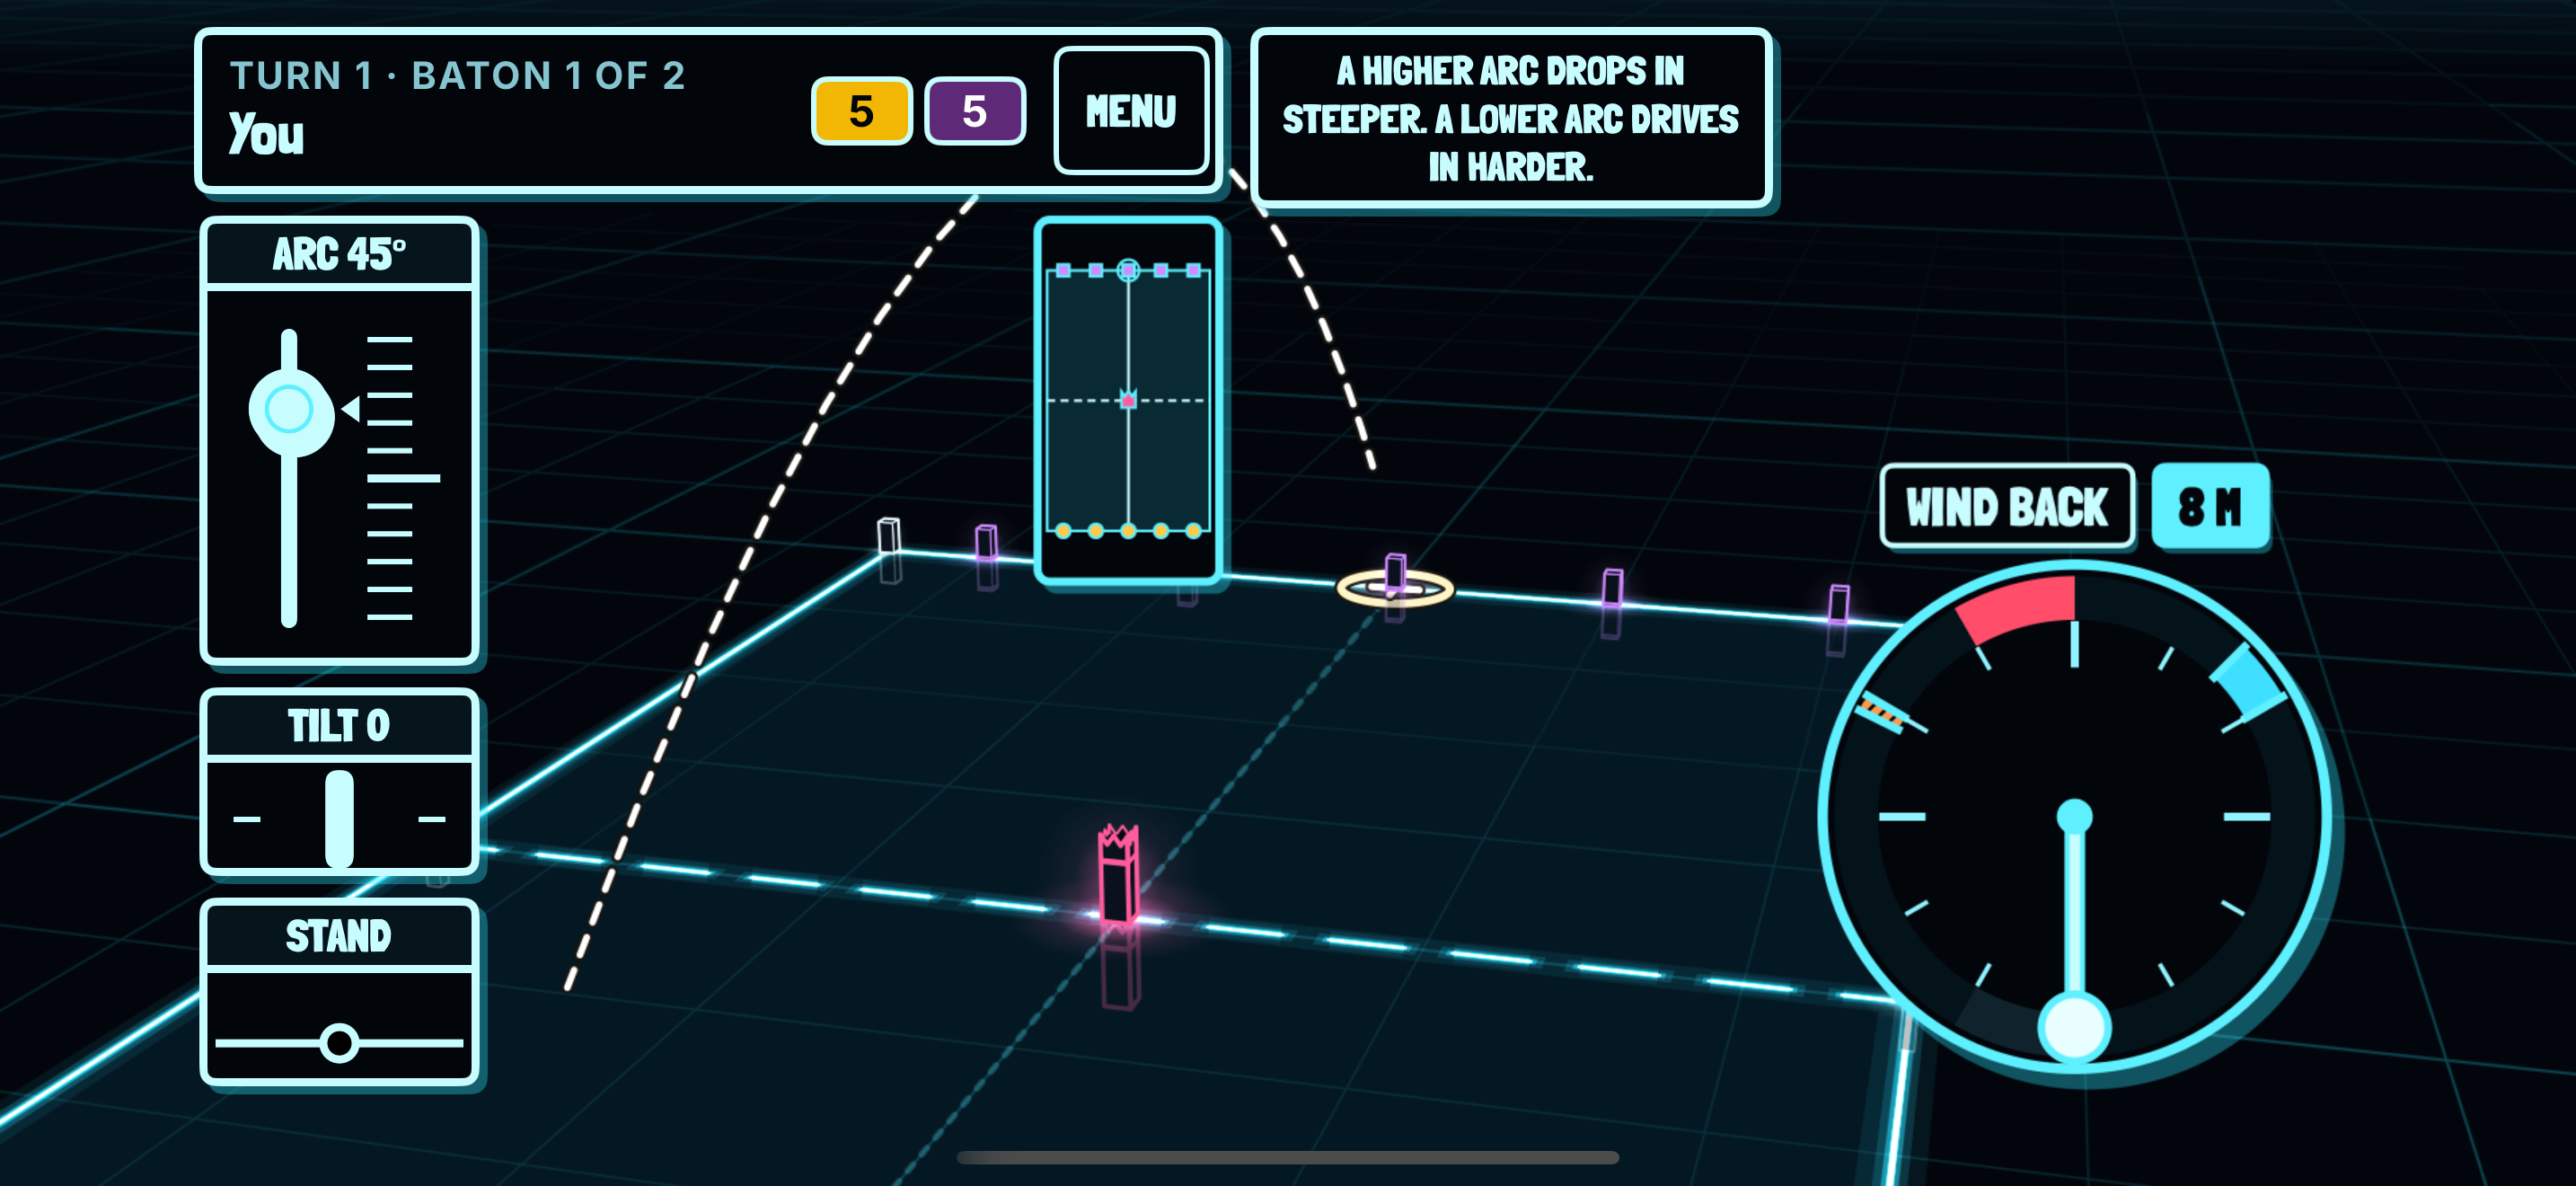 TURN 1 · BATON 1 OF 2
You
5 5
MENU
A HIGHER ARC DROPS IN
STEEPER. A LOWER ARC DRIVES
IN HARDER.
ARC 45°
TILT 0
STAND
WIND BACK
8 M